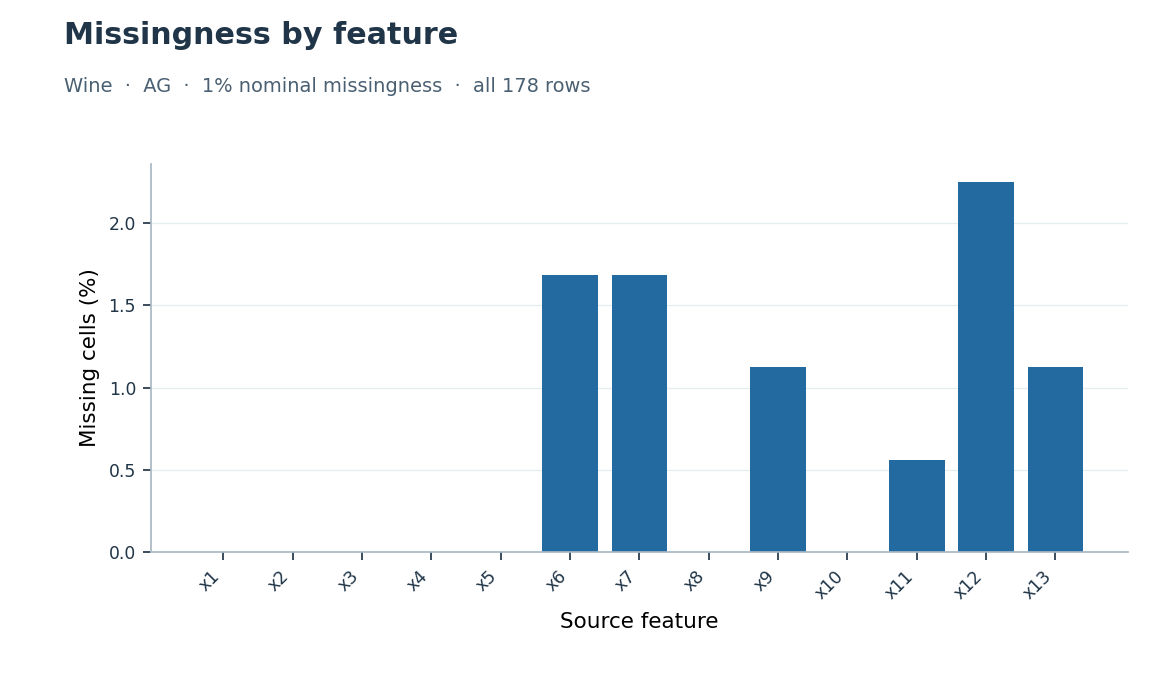 Missingness by feature
Wine · AG · 1% nominal missingness · all 178 rows
Missing cells (%)
2.0
1.5
1.0
0.5
0.0
x1 x2 x3 x4 x5 x6 x7 x8 x9 x10 x11 x12 x13
Source feature